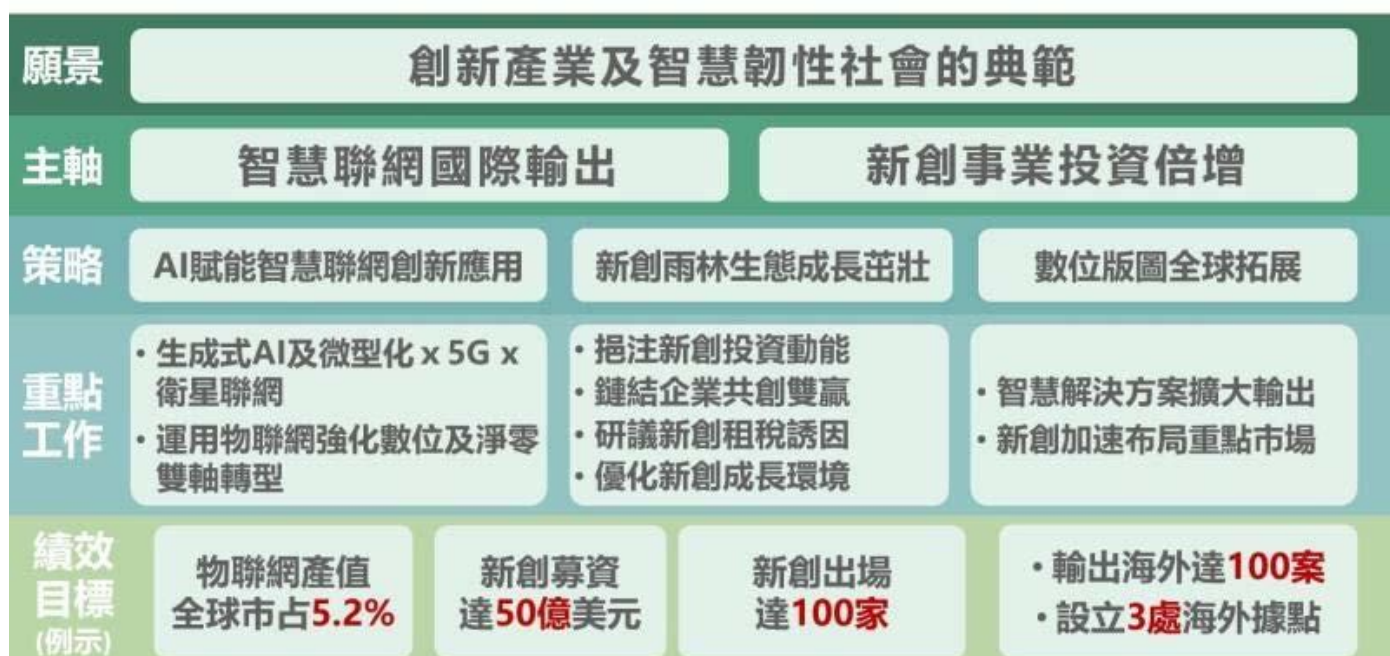 願景
創新產業及智慧韌性社會的典範
主軸
智慧聯網國際輸出
新創事業投資倍增
策略
AI賦能智慧聯網創新應用
新創雨林生態成長茁壯
數位版圖全球拓展
重點
工作
・生成式AI及微型化 x 5G x
衛星聯網
・運用物聯網強化數位及淨零
雙軸轉型
・挹注新創投資動能
・鏈結企業共創雙贏
・研議新創租稅誘因
・優化新創成長環境
・智慧解決方案擴大輸出
・新創加速布局重點市場
績效
目標
(例示)
物聯網產值
全球市占5.2%
新創募資
達50億美元
新創出場
達100家
・輸出海外達100案
・設立3處海外據點